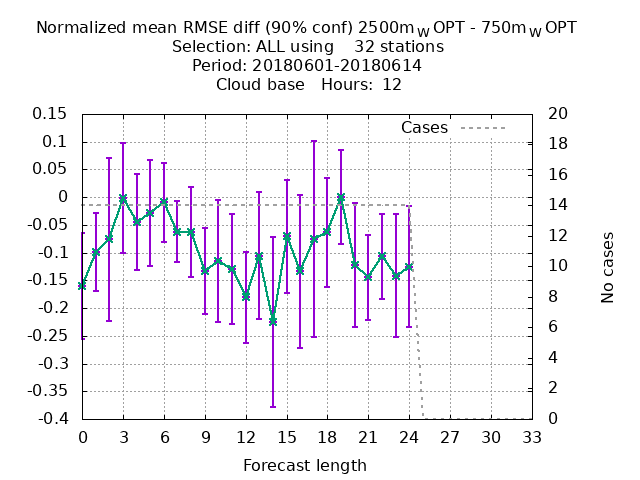 Normalized mean RMSE diff (90% conf) 2500m_W OPT - 750m_W OPT
Selection: ALL using 32 stations
Period: 20180601-20180614
Cloud base Hours: 12
Cases
0.15
0.1
0.05
0
-0.05
-0.1
-0.15
-0.2
-0.25
-0.3
-0.35
-0.4
20
18
16
14
12
10
8
6
4
2
0
No cases
0 3 6 9 12 15 18 21 24 27 30 33
Forecast length